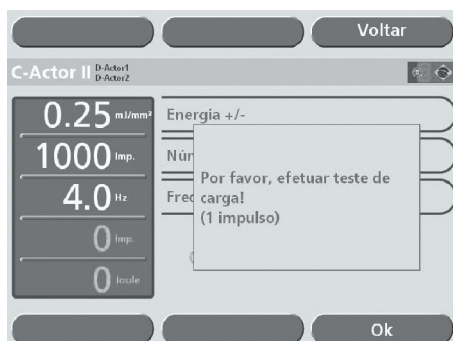 Voltar
C-Actor II D-Actor1
D-Actor2
0.25 mJ/mm²
Energia +/-
1000 Imp.
Núr
4.0 Hz
Freq
Por favor, efetuar teste de
carga!
(1 impulso)
0 Imp.
0 Joule
Ok